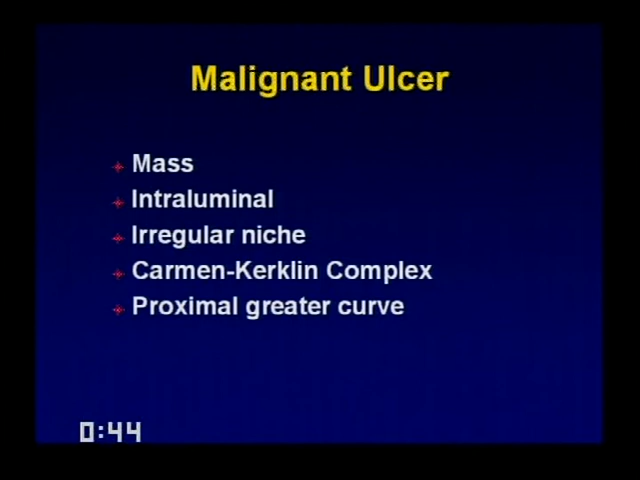 Malignant Ulcer
Mass
Intraluminal
Irregular niche
Carmen-Kerklin Complex
Proximal greater curve
0:44